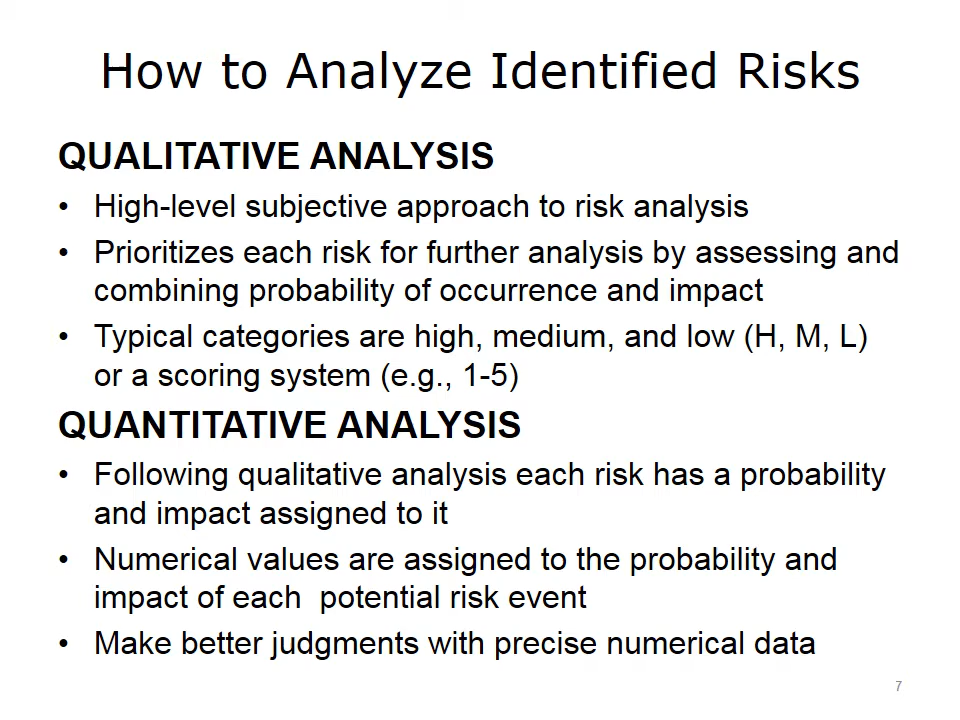 How to Analyze Identified Risks
QUALITATIVE ANALYSIS
• High-level subjective approach to risk analysis
• Prioritizes each risk for further analysis by assessing and
combining probability of occurrence and impact
• Typical categories are high, medium, and low (H, M, L)
or a scoring system (e.g., 1-5)
QUANTITATIVE ANALYSIS
• Following qualitative analysis each risk has a probability
and impact assigned to it
• Numerical values are assigned to the probability and
impact of each  potential risk event
• Make better judgments with precise numerical data
7